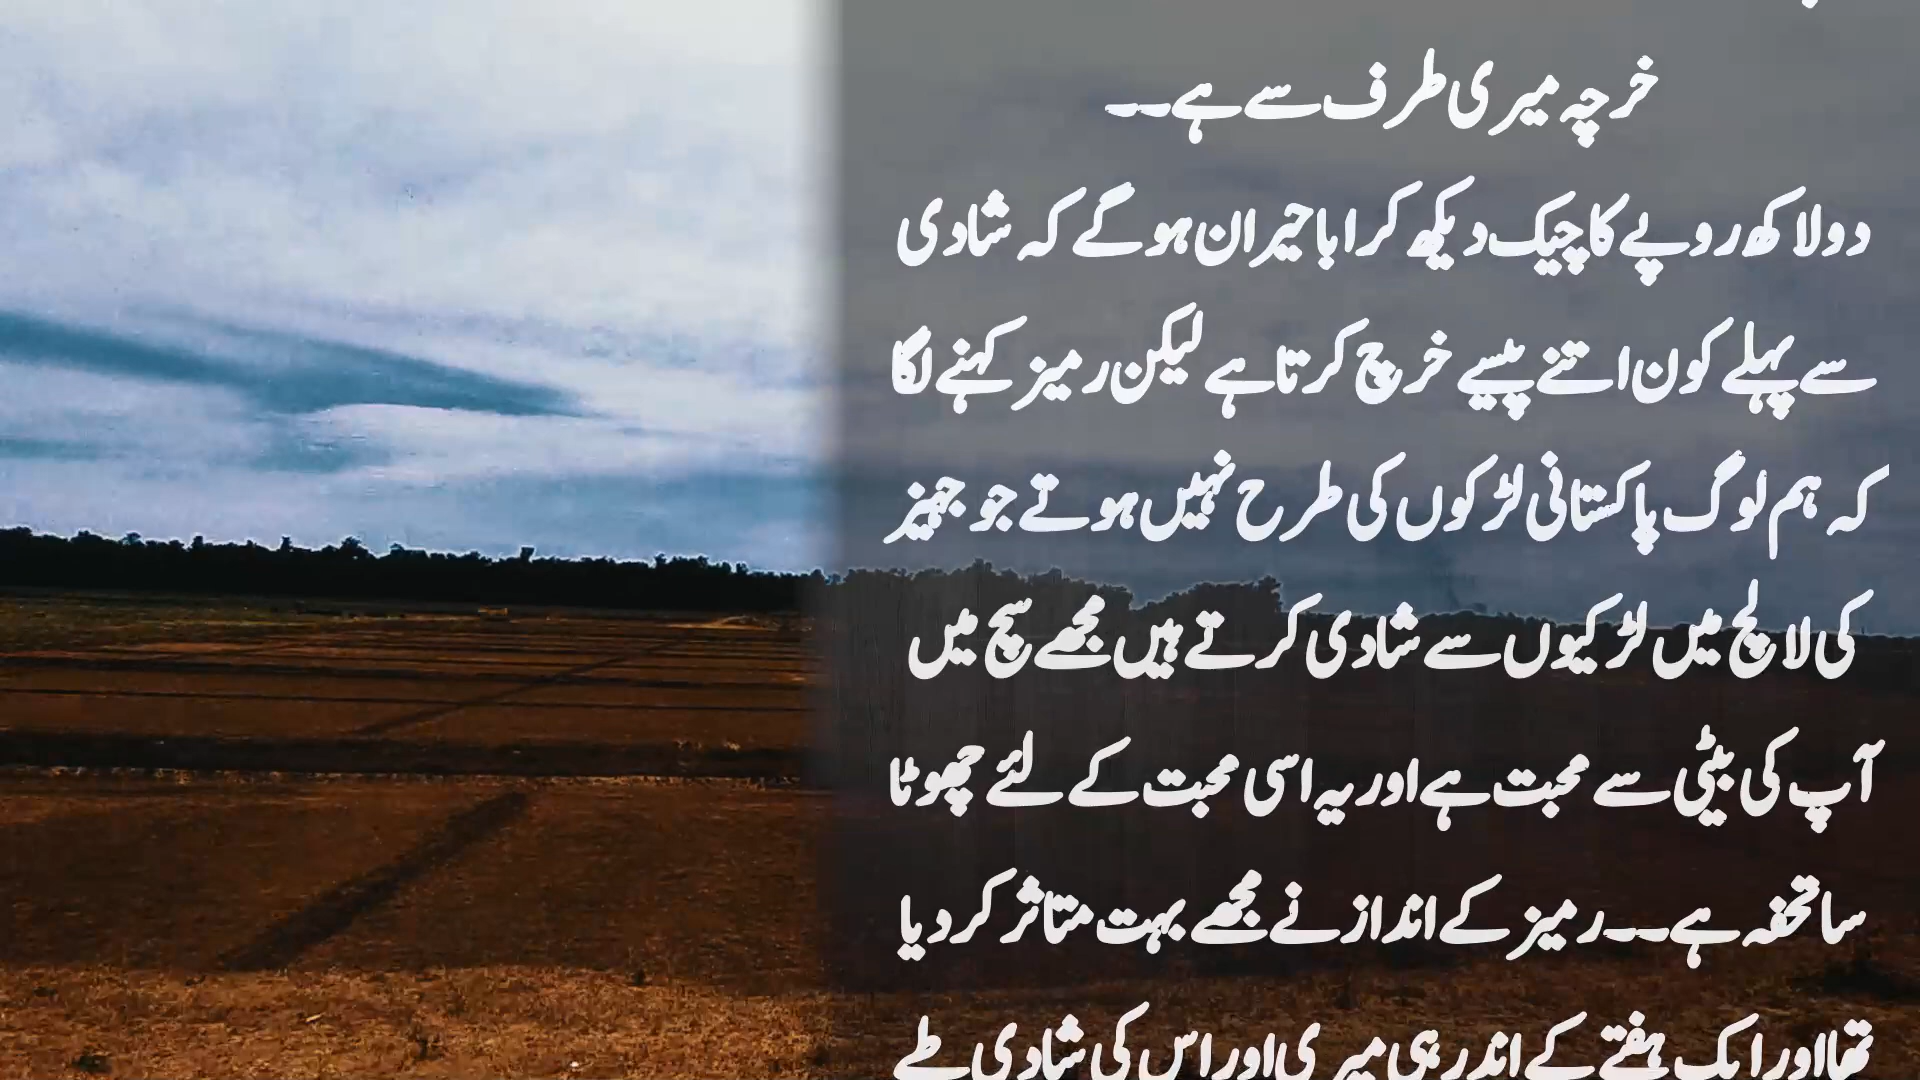 خرچہ میری طرف سے ہے۔۔
دو لاکھ روپے کا چیک دیکھ کر ابا حیران ہو گے کہ شادی
سے پہلے کون اتنے پیسے خرچ کرتا ہے لیکن رمیز کہنے لگا
کہ ہم لوگ پاکستانی لڑکوں کی طرح نہیں ہوتے جو جہیز
کی لالچ میں لڑکیوں سے شادی کرتے ہیں مجھے سچ میں
آپ کی بیٹی سے محبت ہے اور یہ اسی محبت کے لئے چھوٹا
سا تحفہ ہے۔۔ رمیز کے انداز نے مجھے بہت متاثر کر دیا
تھا اور ایک ہفتے کے اندر ہی میری اور اس کی شادی طے